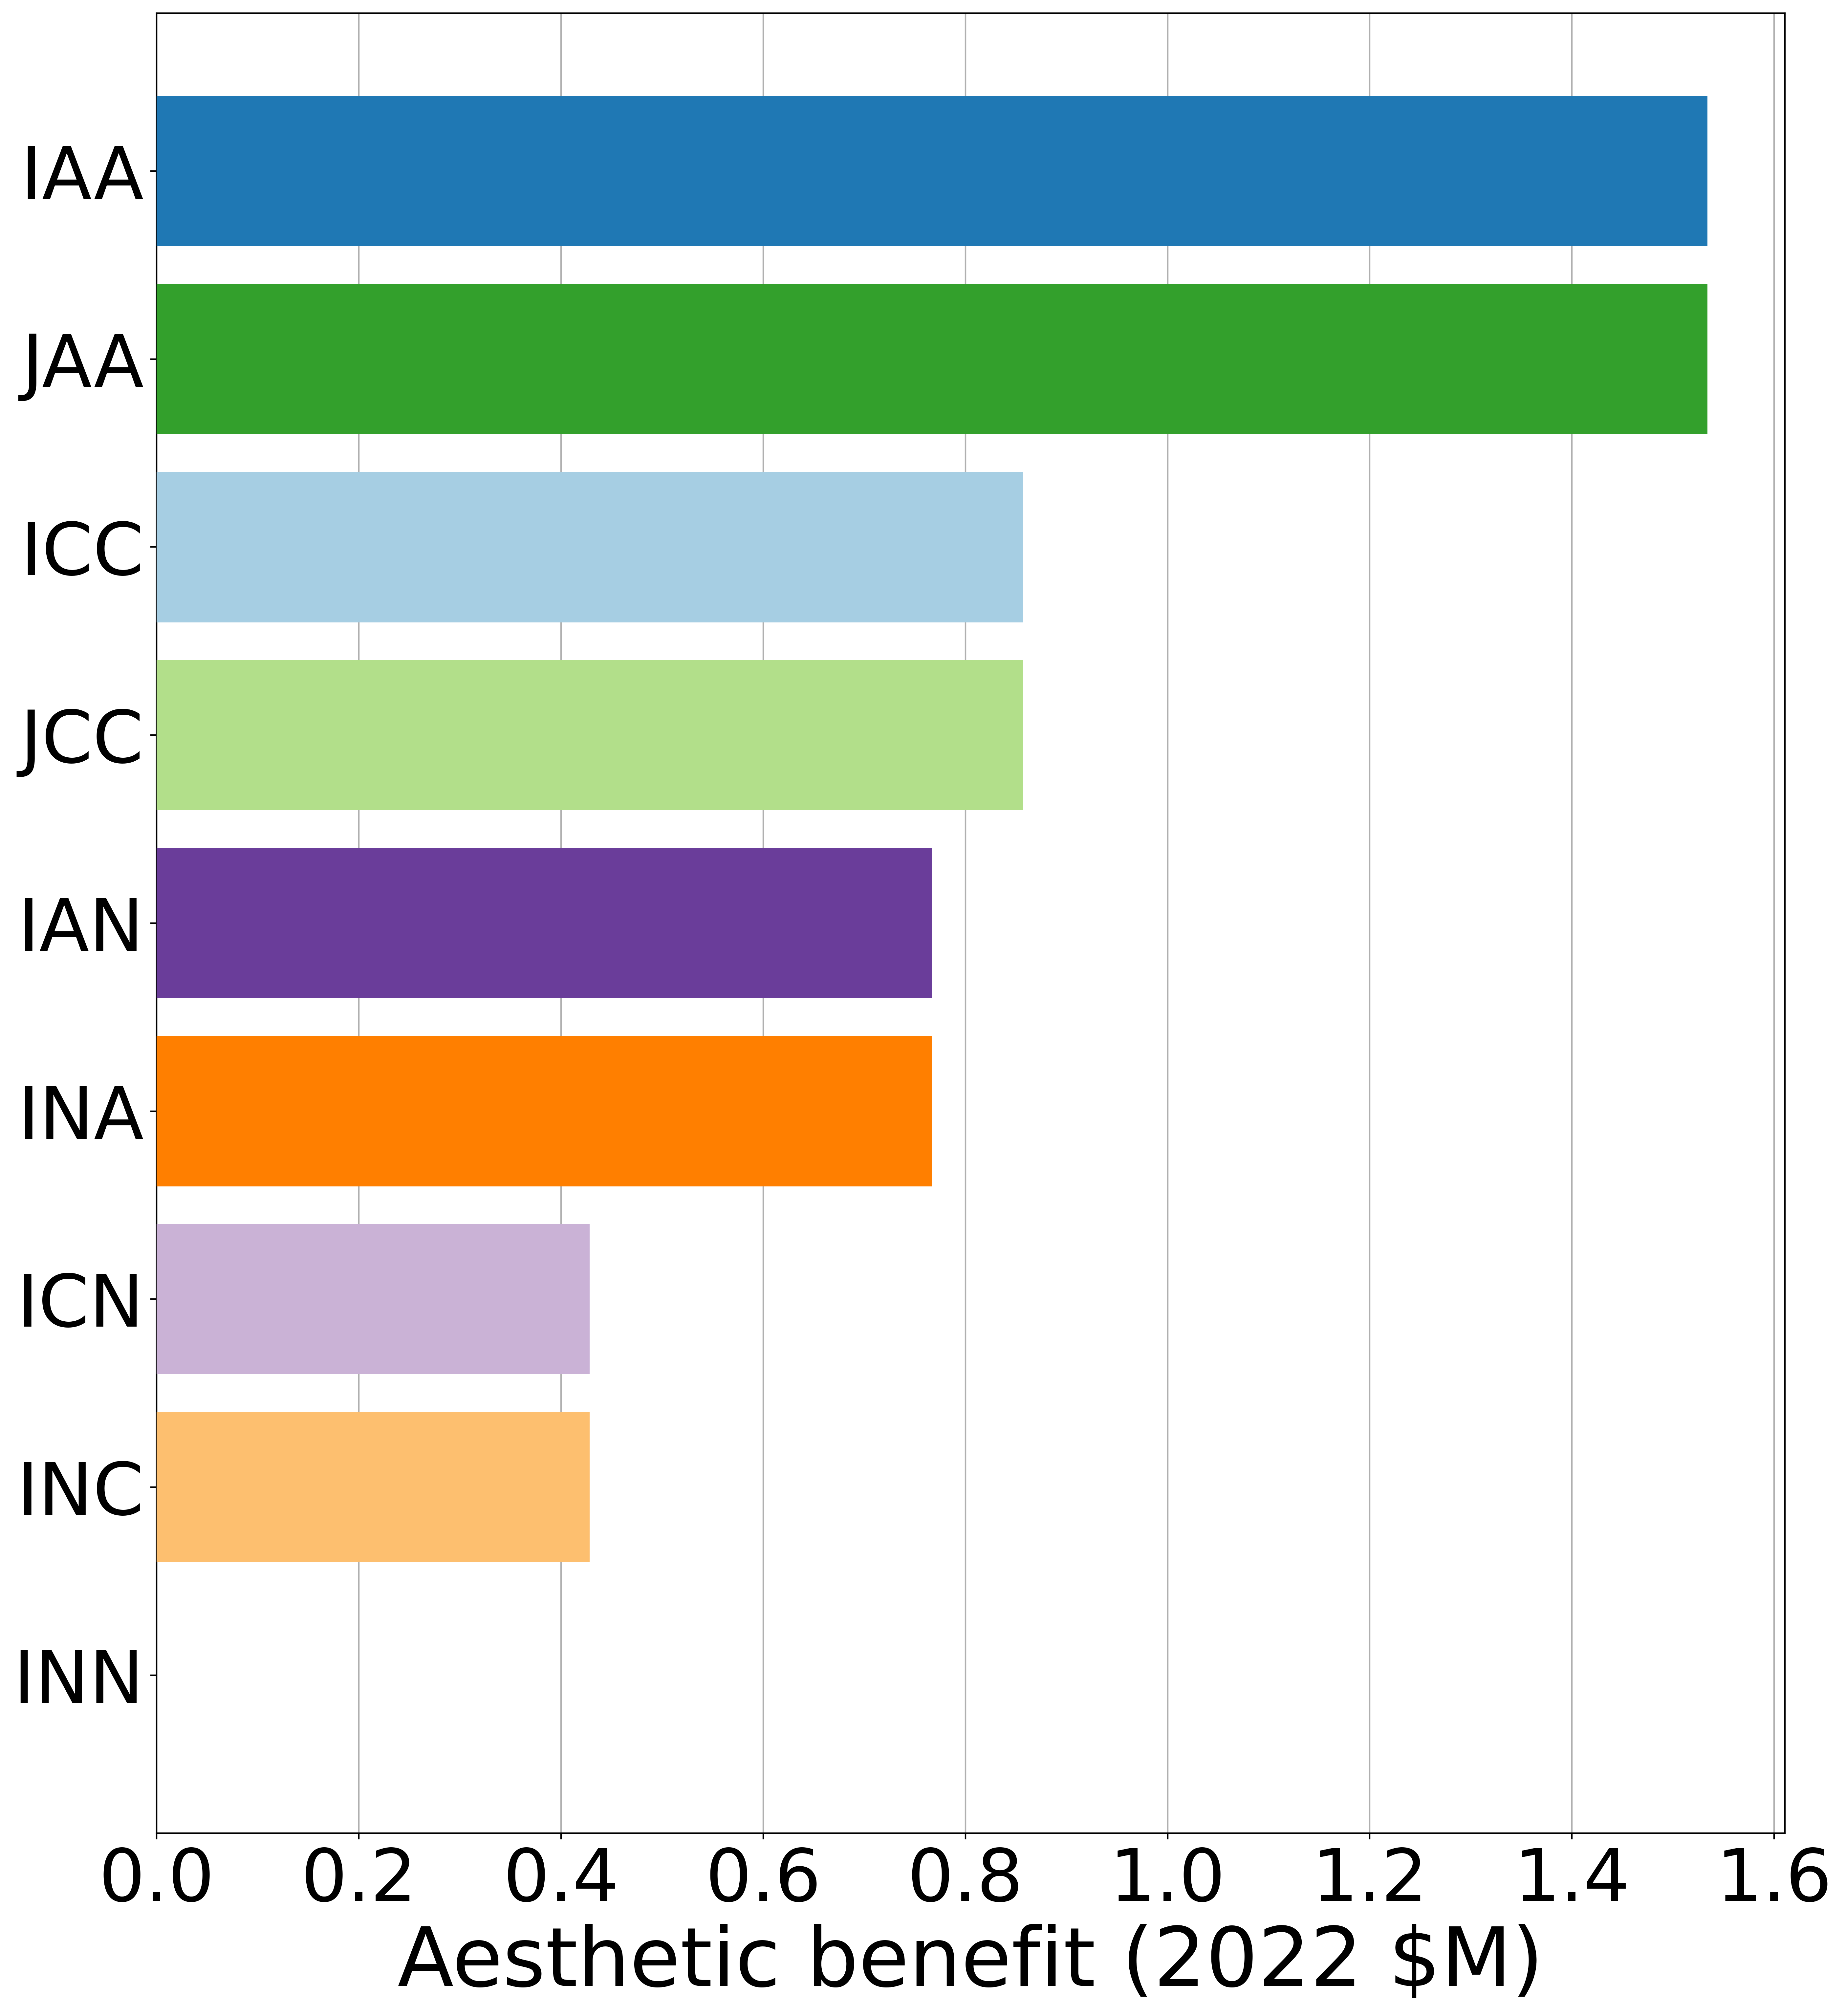 IAA
JAA
ICC
JCC
IAN
INA
ICN
INC
INN
0.0 0.2 0.4 0.6 0.8 1.0 1.2 1.4 1.6
Aesthetic benefit (2022 $M)